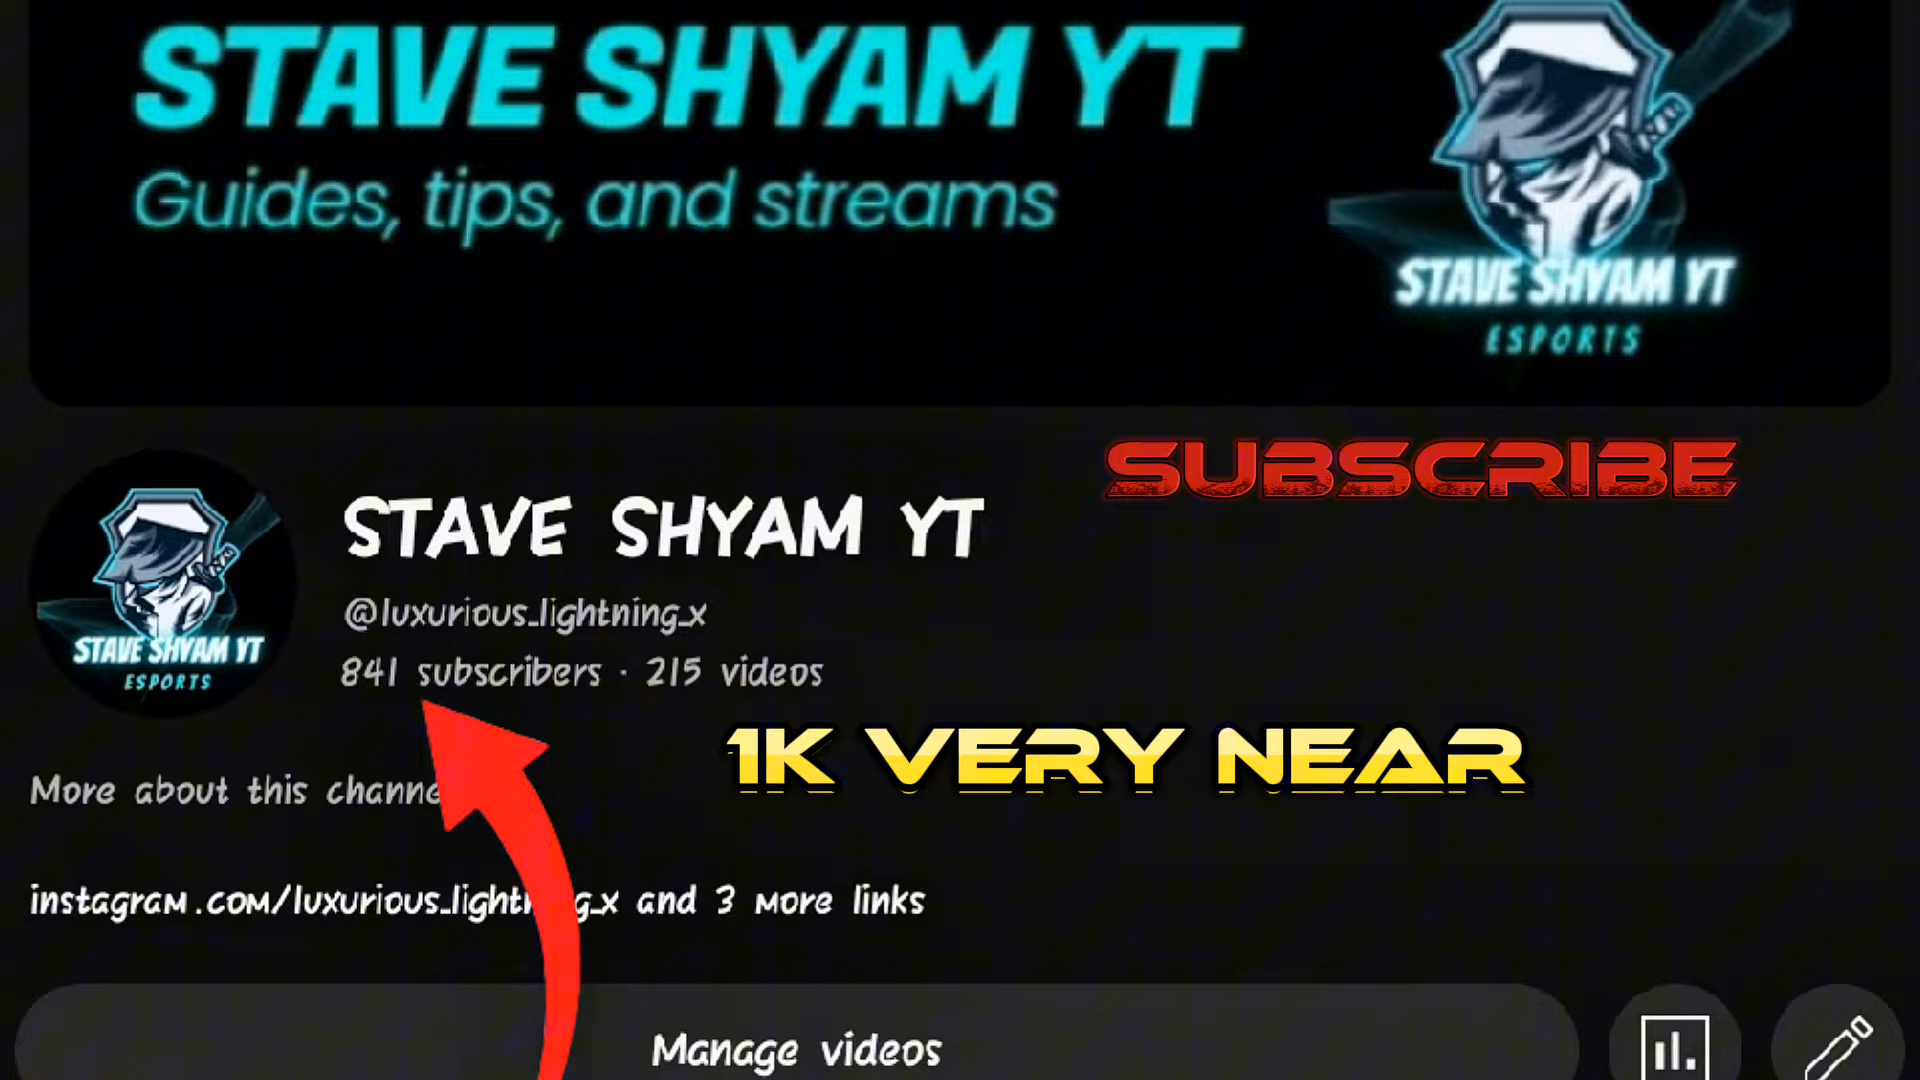 STAVE SHYAM YT
Guides, tips, and streams
STAVE SHYAM YT
ESPORTS
SUBSCRIBE
STAVE SHYAM YT
@luxurious_lightning_x
841 subscribers · 215 videos
STAVE SHYAM YT
ESPORTS
1K VERY NEAR
More about this channe
instagram.com/luxurious_lightning_x and 3 more links
Manage videos